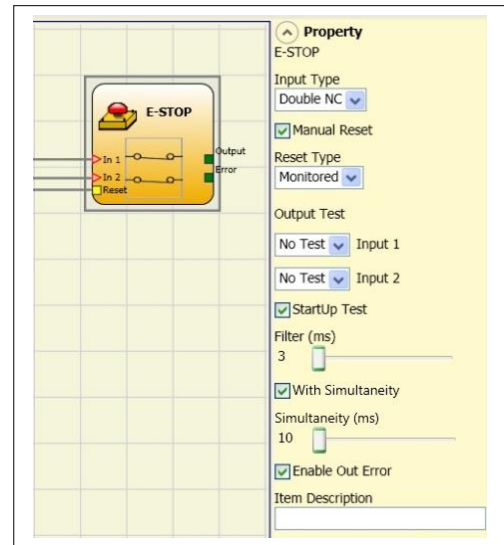 E-STOP
In 1
In 2
Reset
Output
Error
Property
E-STOP
Input Type
Double NC
Manual Reset
Reset Type
Monitored
Output Test
No Test Input 1
No Test Input 2
StartUp Test
Filter (ms)
3
With Simultaneity
Simultaneity (ms)
10
Enable Out Error
Item Description